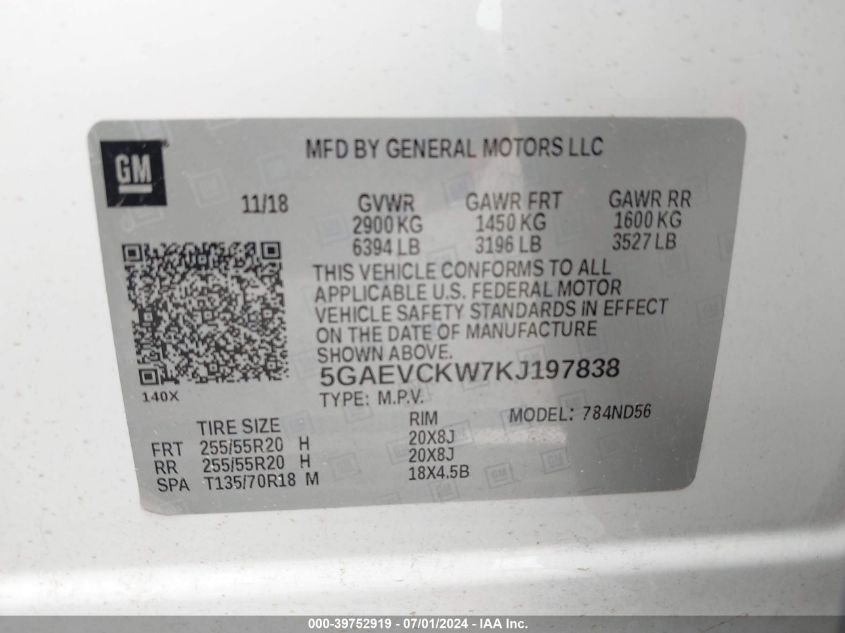 GM
MFD BY GENERAL MOTORS LLC
11/18 GVWR GAWR FRT GAWR RR
2900 KG 1450 KG 1600 KG
6394 LB 3196 LB 3527 LB
THIS VEHICLE CONFORMS TO ALL
APPLICABLE U.S. FEDERAL MOTOR
VEHICLE SAFETY STANDARDS IN EFFECT
ON THE DATE OF MANUFACTURE
SHOWN ABOVE.
140X
5GAEVCKW7KJ197838
TYPE: M.P.V.
TIRE SIZE RIM MODEL: 784ND56
FRT 255/55R20 H 20X8J
RR 255/55R20 H 20X8J
SPA T135/70R18 M 18X4.5B
000-39752919 - 07/01/2024 - IAA Inc.